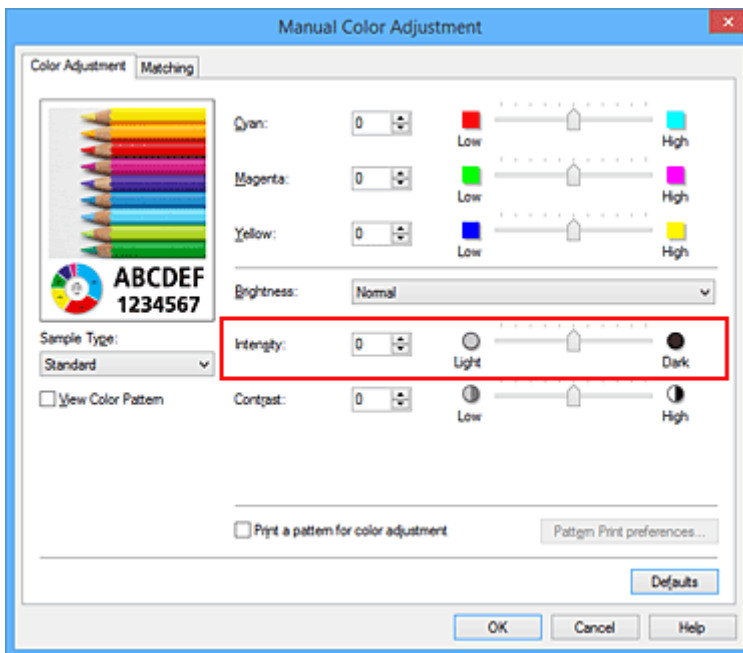 Manual Color Adjustment
Color Adjustment
Matching
ABCDEF
1234567
Sample Type:
Standard
View Color Pattern
Cyan: 0
Low High
Magenta: 0
Low High
Yellow: 0
Low High
Brightness: Normal
Intensity: 0
Light Dark
Contrast: 0
Low High
Print a pattern for color adjustment
Pattern Print preferences...
Defaults
OK Cancel Help